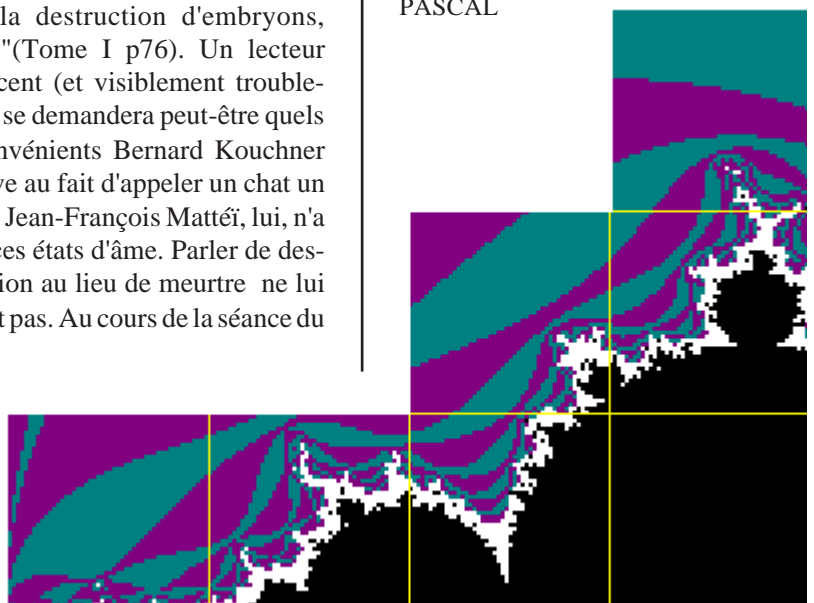 la destruction d'embryons,
"(Tome I p76). Un lecteur
cent (et visiblement trouble-
se demandera peut-être quels
nvénients Bernard Kouchner
ve au fait d'appeler un chat un
Jean-François Mattéï, lui, n'a
ces états d'âme. Parler de des-
ion au lieu de meurtre ne lui
t pas. Au cours de la séance du
PASCAL